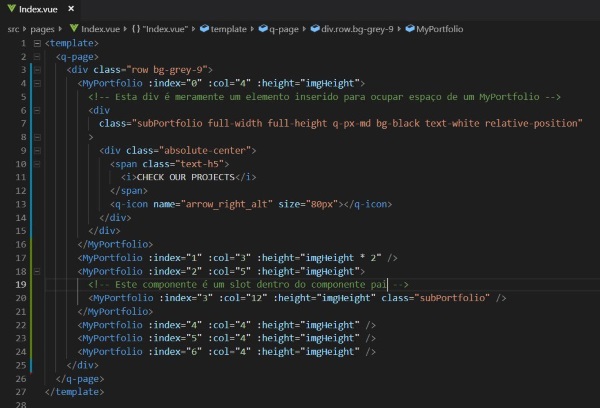 Index.vue ×
src > pages > Index.vue > {} "Index.vue" > template > q-page > div.row.bg-grey-9 > MyPortfolio
1 <template>
2 <q-page>
3 <div class="row bg-grey-9">
4 <MyPortfolio :index="0" :col="4" :height="imgHeight">
5 <!-- Esta div é meramente um elemento inserido para ocupar espaço de um MyPortfolio -->
6 <div
7 class="subPortfolio full-width full-height q-px-md bg-black text-white relative-position"
8 >
9 <div class="absolute-center">
10 <span class="text-h5">
11 <i>CHECK OUR PROJECTS</i>
12 </span>
13 <q-icon name="arrow_right_alt" size="80px"></q-icon>
14 </div>
15 </div>
16 </MyPortfolio>
17 <MyPortfolio :index="1" :col="3" :height="imgHeight * 2" />
18 <MyPortfolio :index="2" :col="5" :height="imgHeight">
19 <!-- Este componente é um slot dentro do componente pai -->
20 <MyPortfolio :index="3" :col="12" :height="imgHeight" class="subPortfolio" />
21 </MyPortfolio>
22 <MyPortfolio :index="4" :col="4" :height="imgHeight" />
23 <MyPortfolio :index="5" :col="4" :height="imgHeight" />
24 <MyPortfolio :index="6" :col="4" :height="imgHeight" />
25 </div>
26 </q-page>
27 </template>
28